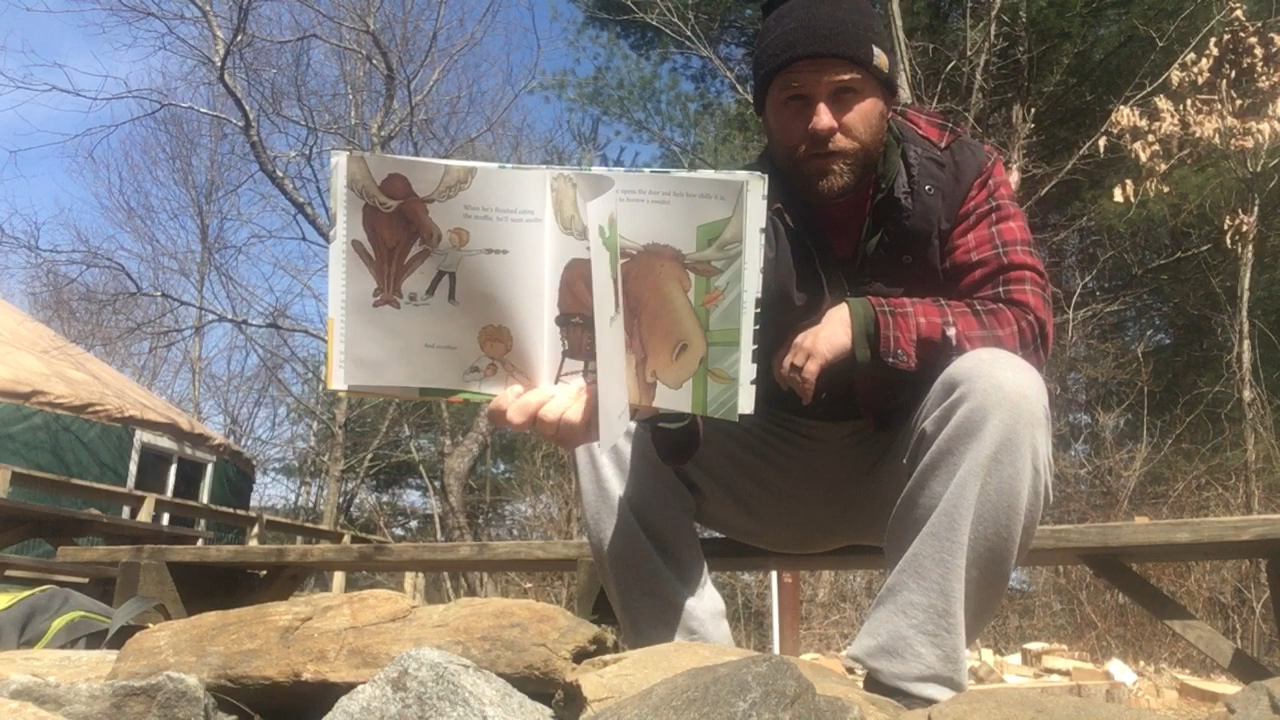 When he's finished eating
the muffin, he'll want another.
And another.
opens the door and feels how chilly it is,
to borrow a sweater.